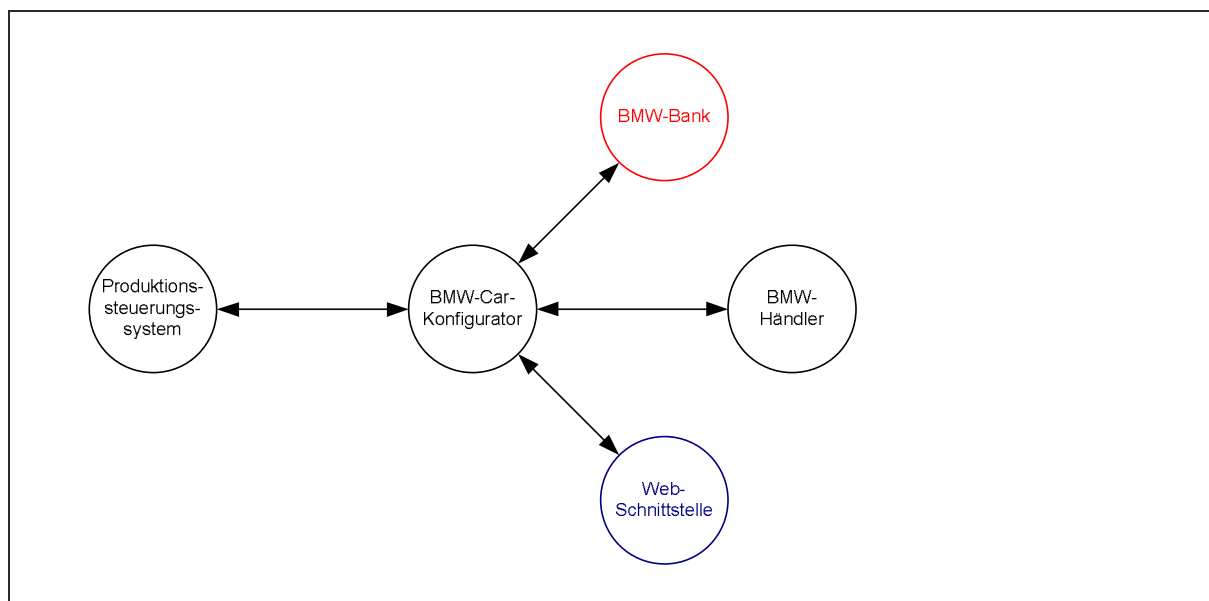 BMW-Bank
Produktions-
steuerungs-
system
BMW-Car-
Konfigurator
BMW-
Händler
Web-
Schnittstelle